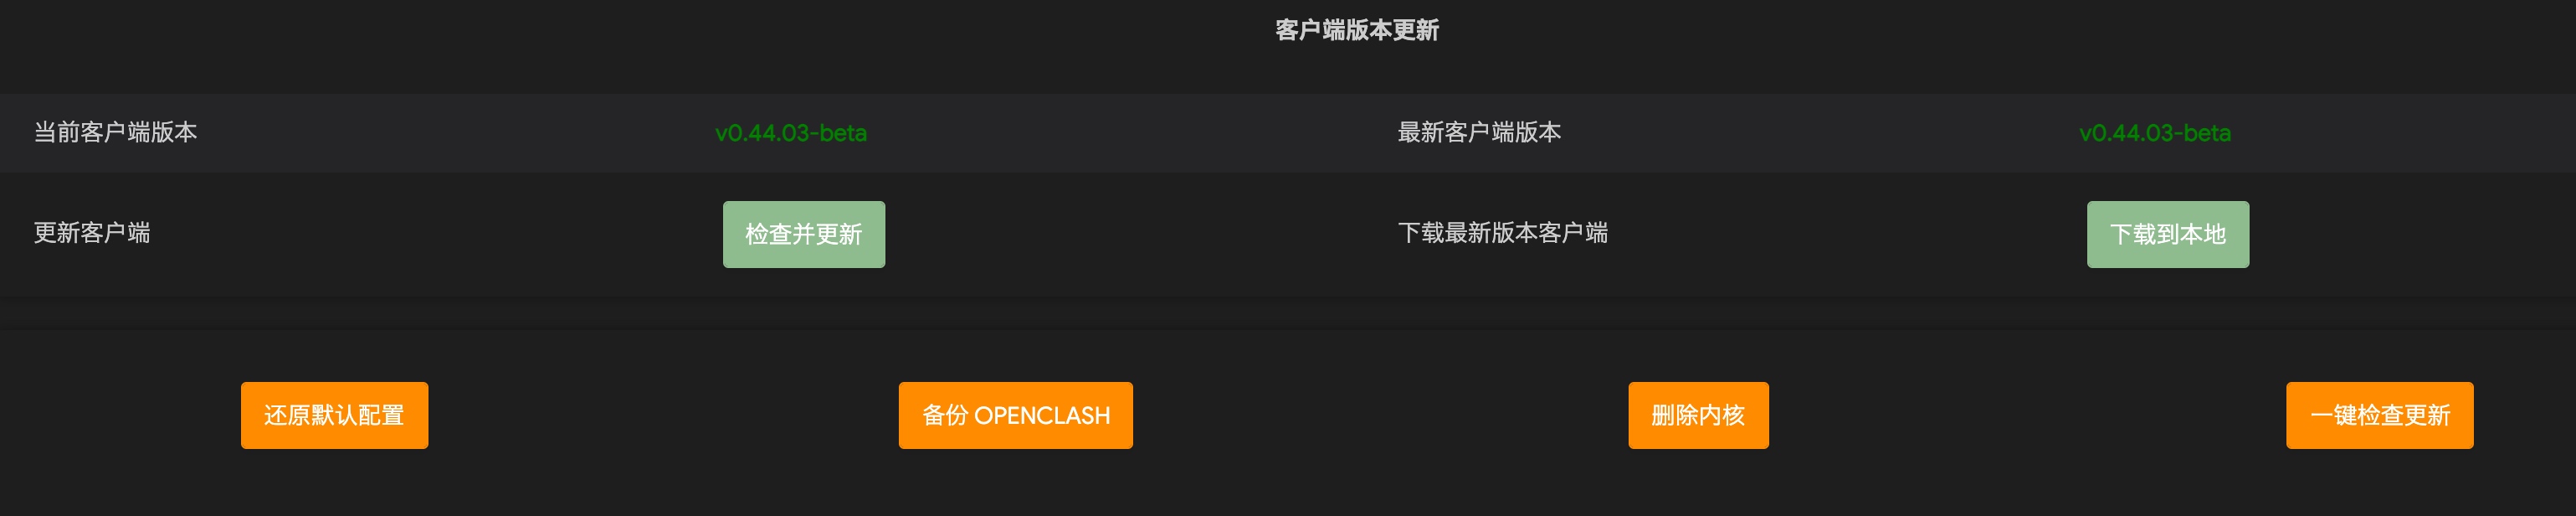 客户端版本更新
当前客户端版本 v0.44.03-beta 最新客户端版本 v0.44.03-beta
更新客户端 检查并更新 下载最新版本客户端 下载到本地
还原默认配置 备份 OPENCLASH 删除内核 一键检查更新